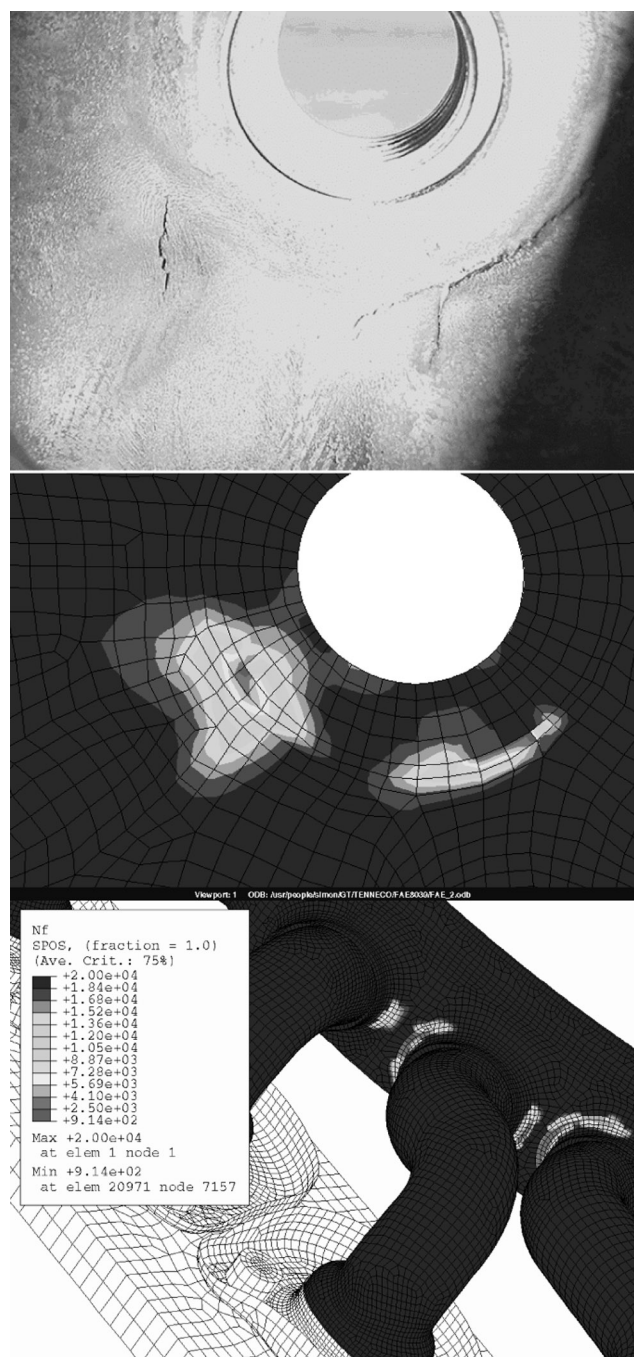 Viewport: 1 ODB: /usr/people/simon/GT/TENNECO/FAE8039/FAE_2.odb
Nf
SPOS, (fraction = 1.0)
(Ave. Crit.: 75%)
+2.00e+04
+1.84e+04
+1.68e+04
+1.52e+04
+1.36e+04
+1.20e+04
+1.05e+04
+8.87e+03
+7.28e+03
+5.69e+03
+4.10e+03
+2.50e+03
+9.14e+02
Max +2.00e+04
at elem 1 node 1
Min +9.14e+02
at elem 20971 node 7157